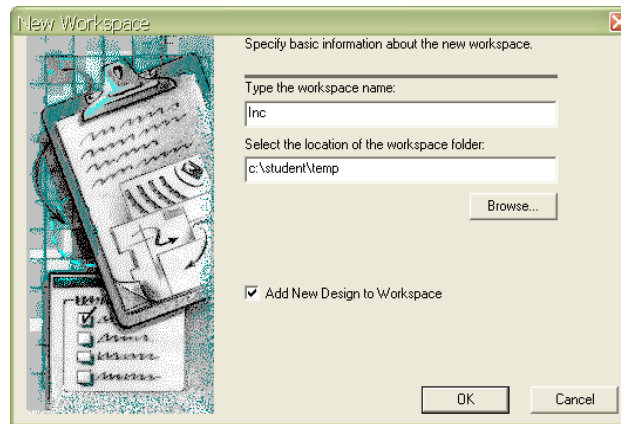 New Workspace
Specify basic information about the new workspace.
Type the workspace name:
Inc
Select the location of the workspace folder:
c:\student\temp
Browse...
Add New Design to Workspace
OK
Cancel